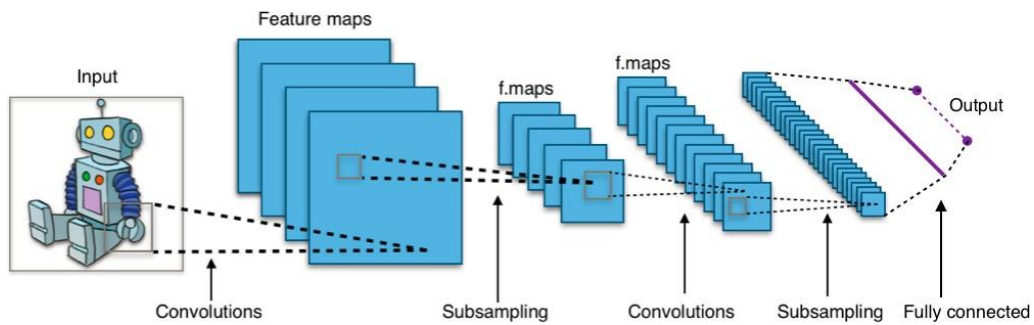 Feature maps
Input
f.maps
f.maps
Output
Convolutions
Subsampling
Convolutions
Subsampling
Fully connected